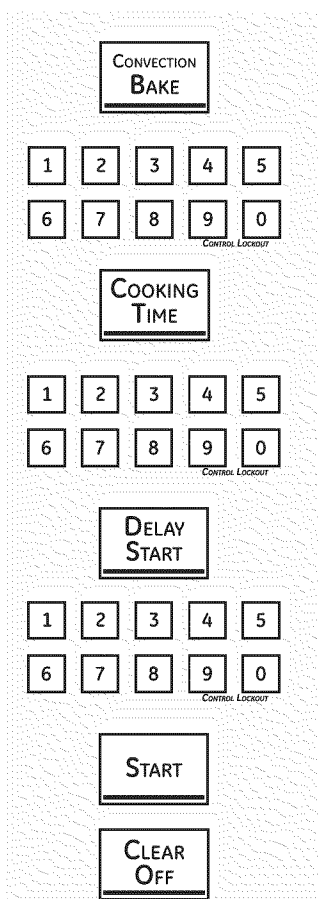 CONVECTION
BAKE
1 2 3 4 5
6 7 8 9 0
CONTROL LOCKOUT
COOKING
TIME
1 2 3 4 5
6 7 8 9 0
CONTROL LOCKOUT
DELAY
START
1 2 3 4 5
6 7 8 9 0
CONTROL LOCKOUT
START
CLEAR
OFF